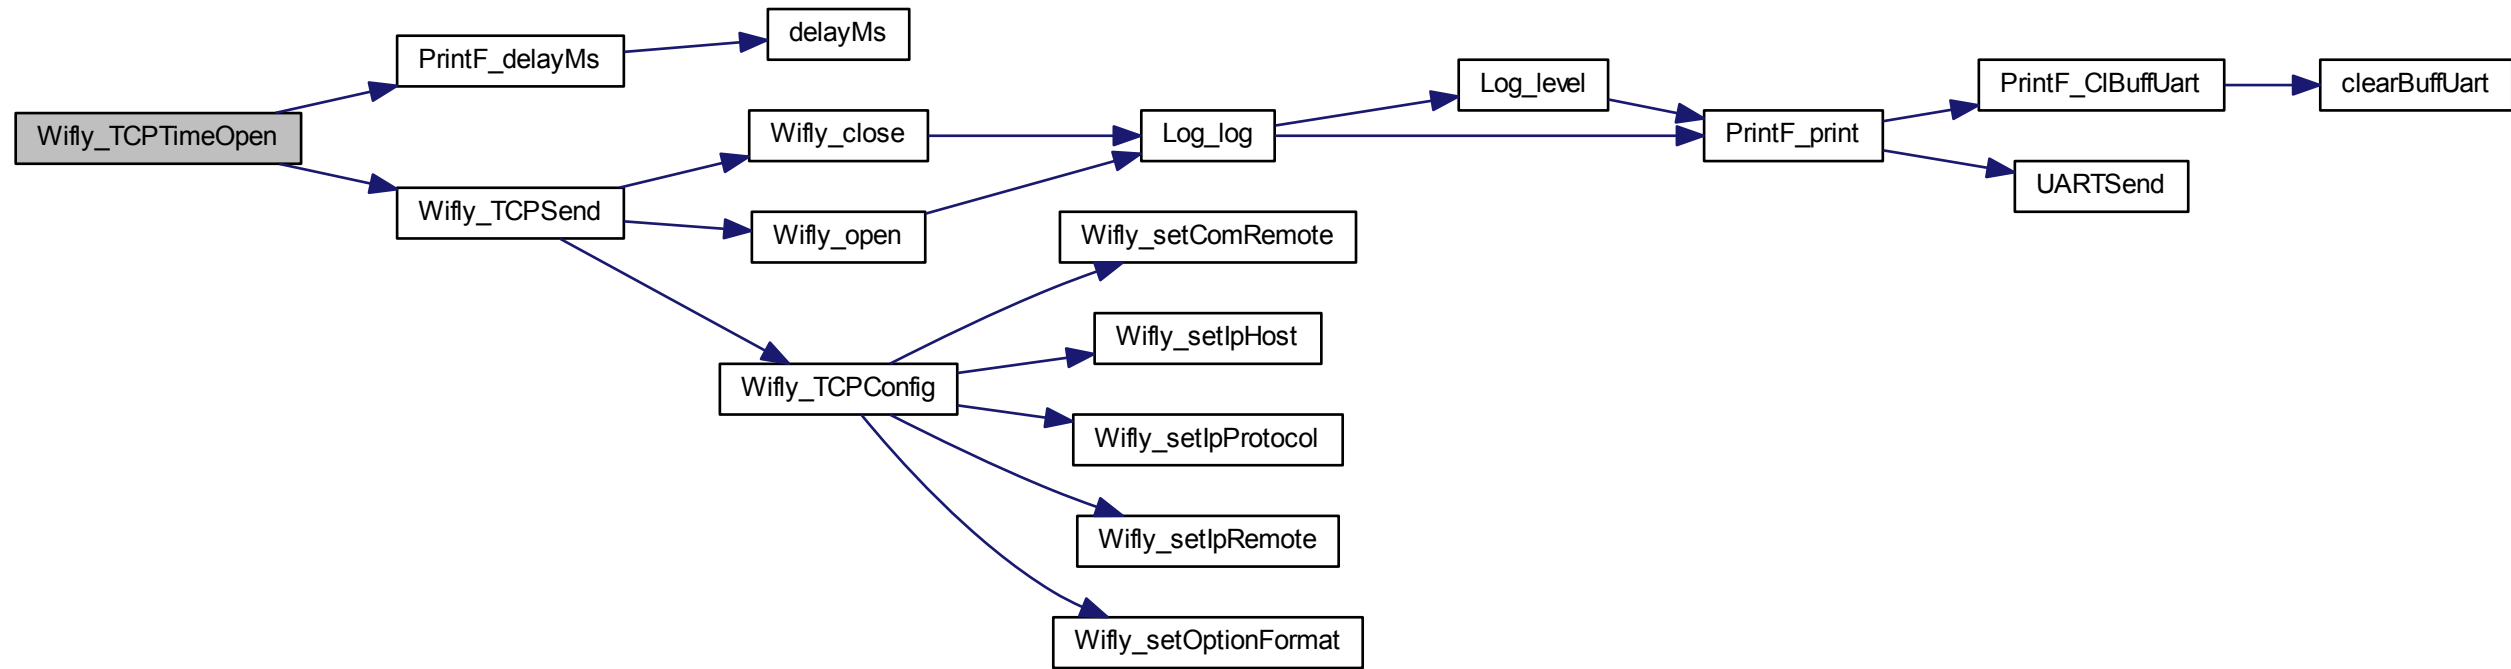 Wifly_TCPTimeOpen
PrintF_delayMs
delayMs
Wifly_TCPSend
Wifly_close
Wifly_open
Log_log
Log_level
PrintF_print
PrintF_ClBuffUart
clearBuffUart
UARTSend
Wifly_TCPConfig
Wifly_setComRemote
Wifly_setIpHost
Wifly_setIpProtocol
Wifly_setIpRemote
Wifly_setOptionFormat